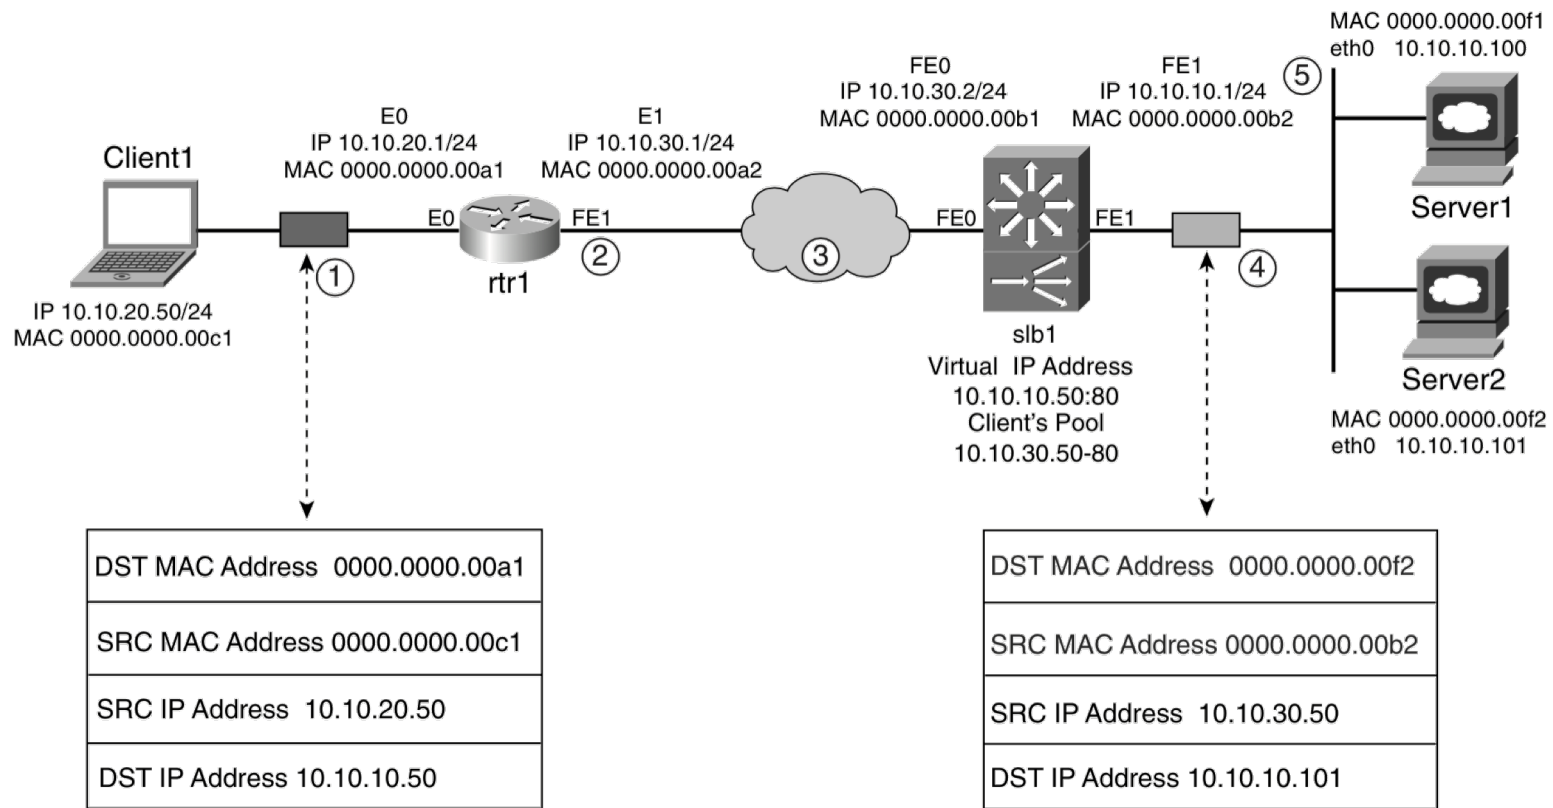 MAC 0000.0000.00f1
eth0 10.10.10.100
5
FE0
IP 10.10.30.2/24
MAC 0000.0000.00b1
FE1
IP 10.10.10.1/24
MAC 0000.0000.00b2
E0
IP 10.10.20.1/24
MAC 0000.0000.00a1
E1
IP 10.10.30.1/24
MAC 0000.0000.00a2
Client1
IP 10.10.20.50/24
MAC 0000.0000.00c1
1
E0
FE1
rtr1
2
3
FE0
FE1
slb1
Virtual IP Address
10.10.10.50:80
Client's Pool
10.10.30.50-80
4
Server1
Server2
MAC 0000.0000.00f2
eth0 10.10.10.101
DST MAC Address 0000.0000.00a1
SRC MAC Address 0000.0000.00c1
SRC IP Address 10.10.20.50
DST IP Address 10.10.10.50
DST MAC Address 0000.0000.00f2
SRC MAC Address 0000.0000.00b2
SRC IP Address 10.10.30.50
DST IP Address 10.10.10.101